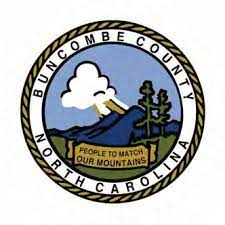 BUNCOMBE COUNTY
PEOPLE TO MATCH
OUR MOUNTAINS
NORTH CAROLINA